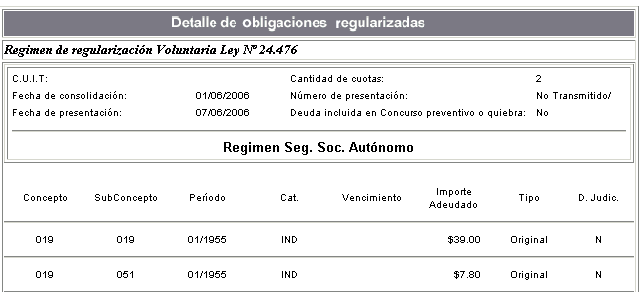 Detalle de obligaciones regularizadas
Regimen de regularización Voluntaria Ley Nº 24.476
C.U.I.T: Cantidad de cuotas: 2
Fecha de consolidación: 01/06/2006 Número de presentación: No Transmitido/
Fecha de presentación: 07/06/2006 Deuda incluida en Concurso preventivo o quiebra: No
Regimen Seg. Soc. Autónomo
Concepto SubConcepto Período Cat. Vencimiento Importe Adeudado Tipo D. Judic.
019 019 01/1955 IND $39.00 Original N
019 051 01/1955 IND $7.80 Original N